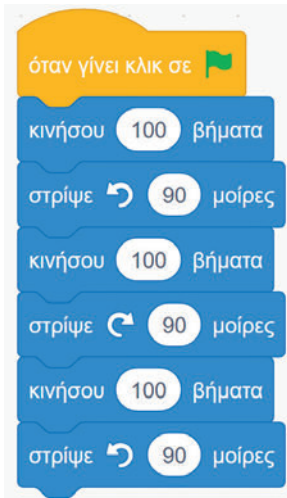 όταν γίνει κλικ σε
κινήσου 100 βήματα
στρίψε 90 μοίρες
κινήσου 100 βήματα
στρίψε 90 μοίρες
κινήσου 100 βήματα
στρίψε 90 μοίρες